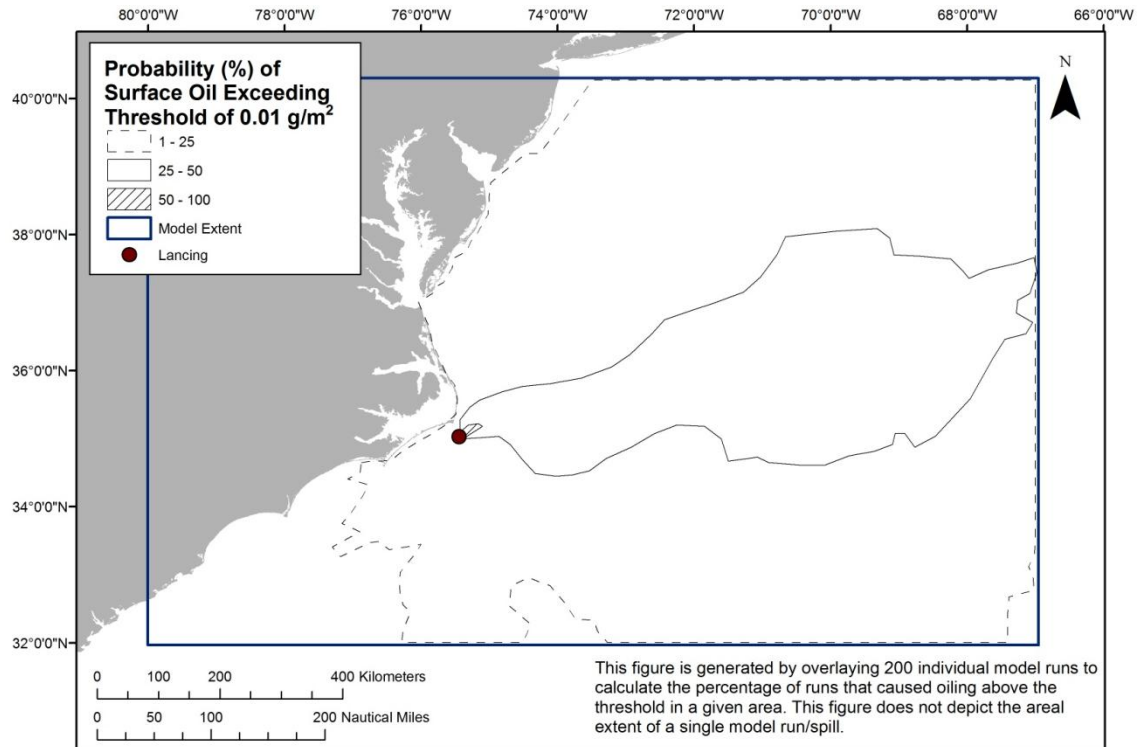 80°0'0"W 78°0'0"W 76°0'0"W 74°0'0"W 72°0'0"W 70°0'0"W 68°0'0"W 66°0'0"W
Probability (%) of
Surface Oil Exceeding
Threshold of 0.01 g/m²
1 - 25
25 - 50
50 - 100
Model Extent
Lancing
N
40°0'0"N
38°0'0"N
36°0'0"N
34°0'0"N
32°0'0"N
0 100 200 400 Kilometers
0 50 100 200 Nautical Miles
This figure is generated by overlaying 200 individual model runs to
calculate the percentage of runs that caused oiling above the
threshold in a given area. This figure does not depict the areal
extent of a single model run/spill.